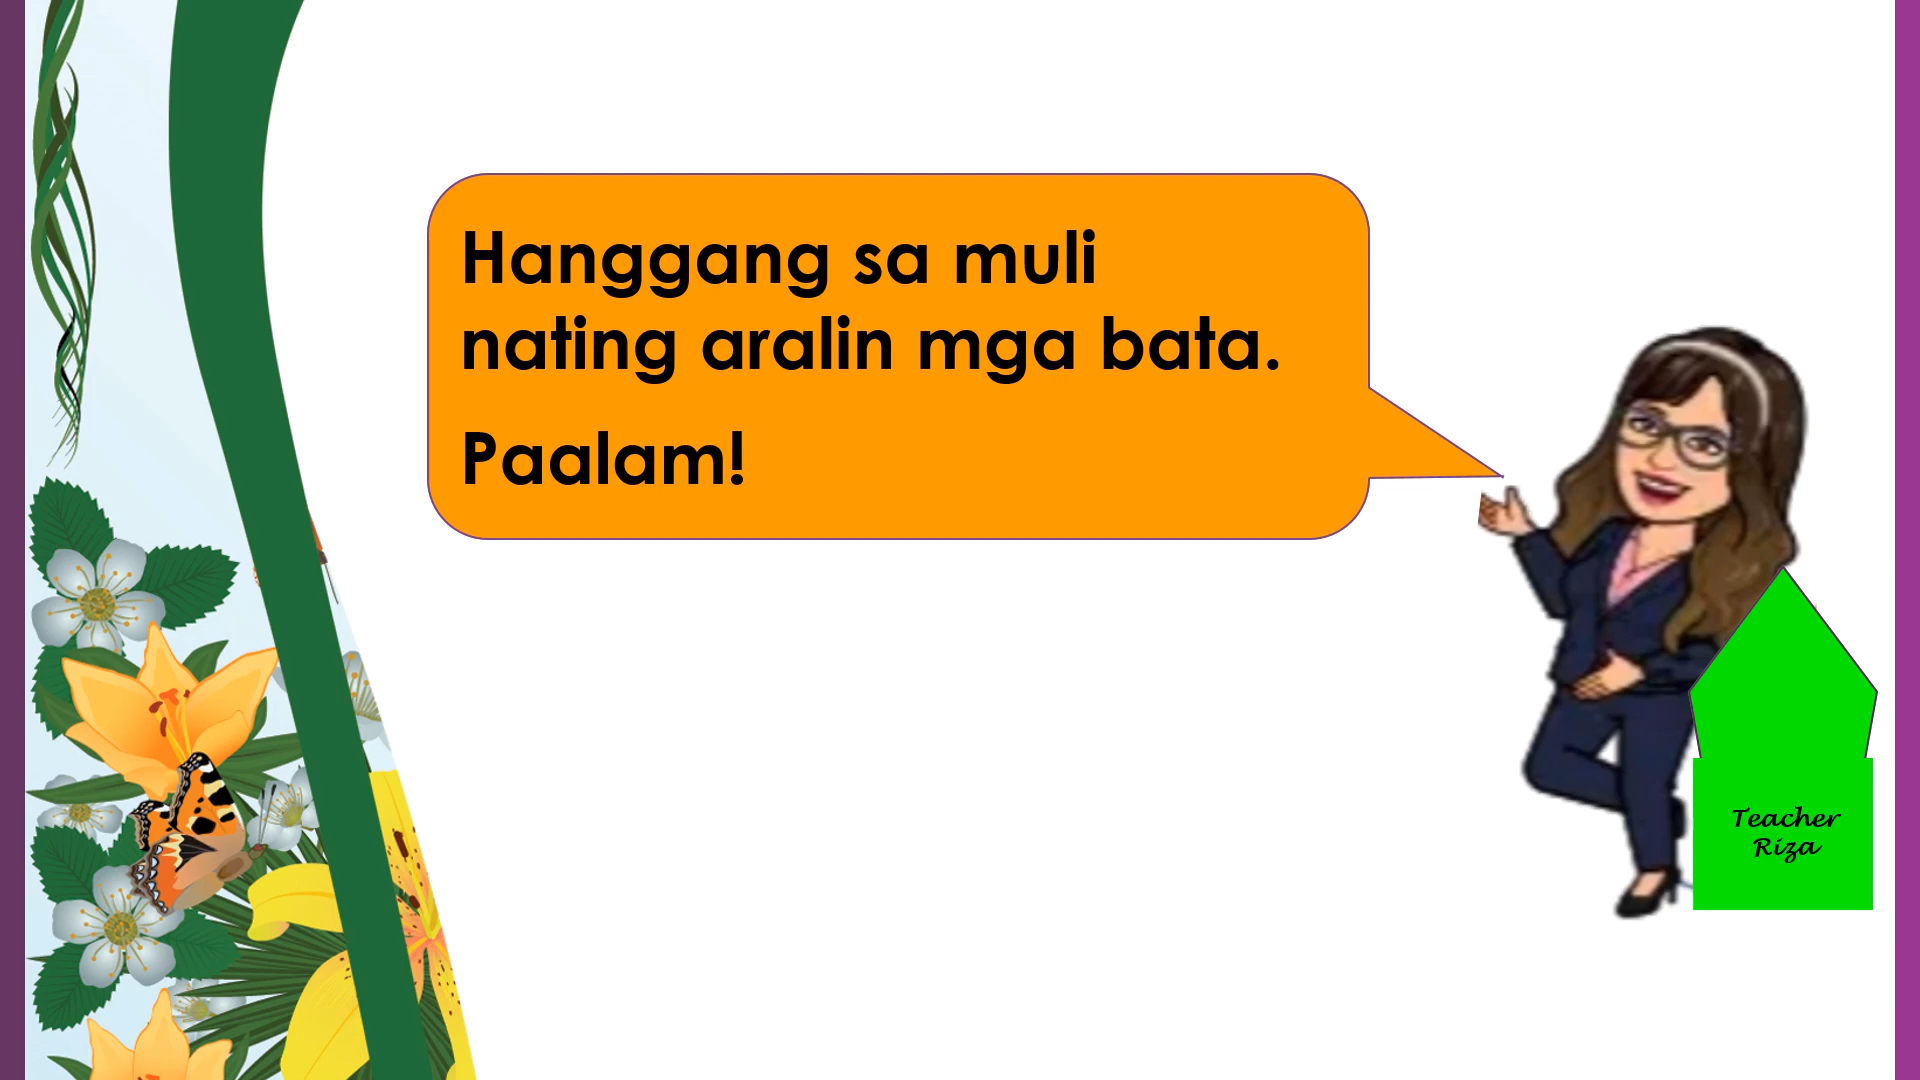 Hanggang sa muli
nating aralin mga bata.
Paalam!
Teacher
Riza